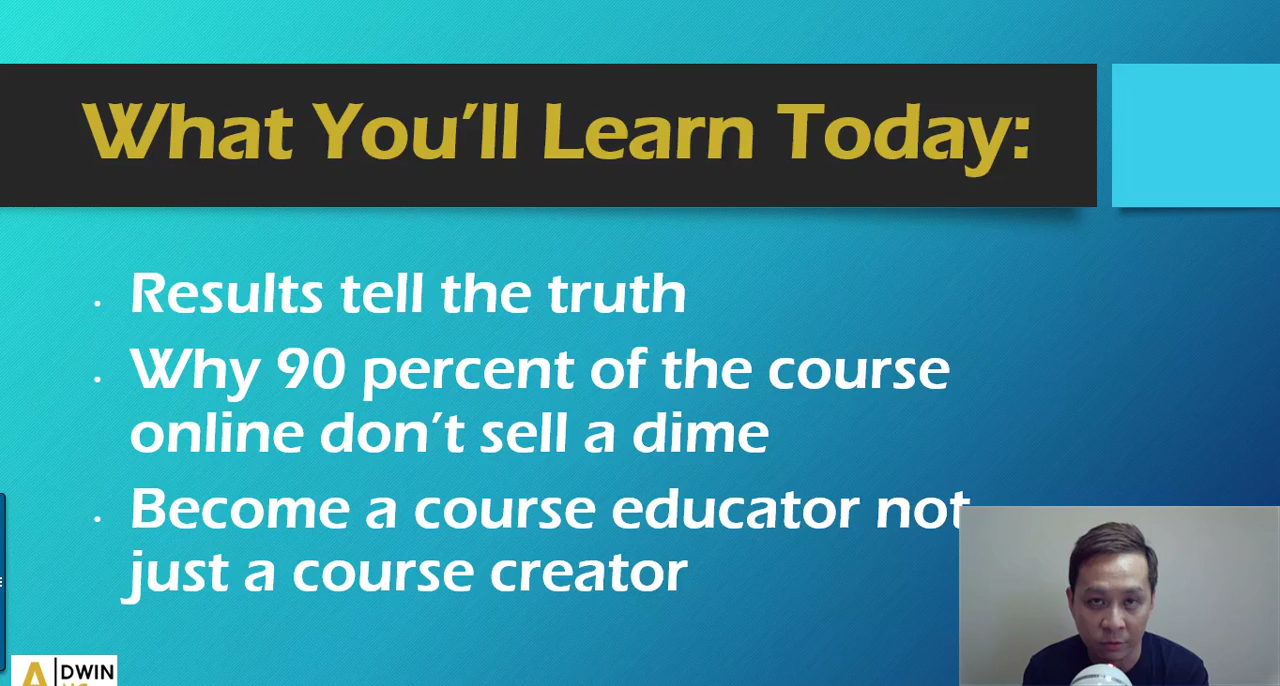 What You'll Learn Today:
Results tell the truth
Why 90 percent of the course
online don't sell a dime
Become a course educator not
just a course creator
A DWIN